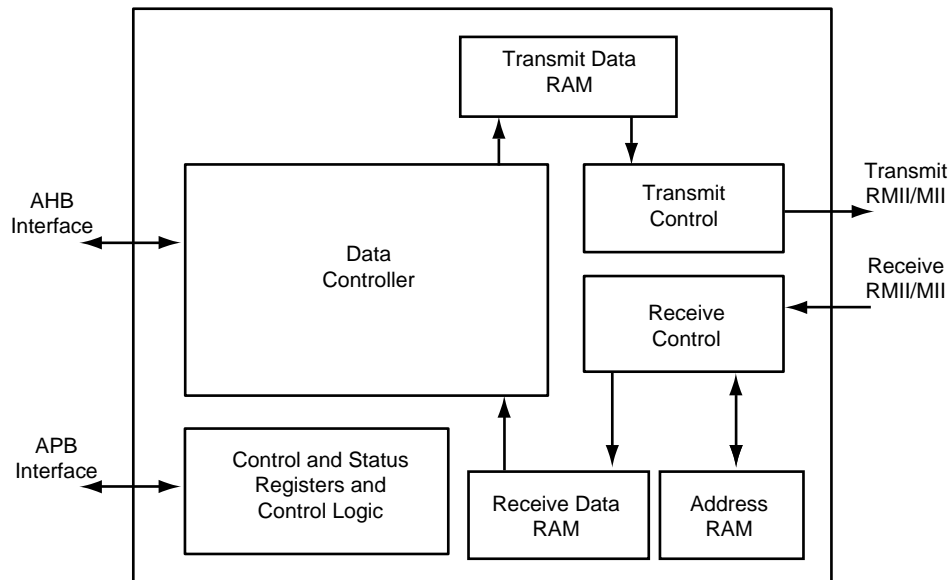 Transmit Data
RAM
AHB
Interface
Data
Controller
Transmit
Control
Transmit
RMII/MII
Receive
Control
Receive
RMII/MII
APB
Interface
Control and Status
Registers and
Control Logic
Receive Data
RAM
Address
RAM